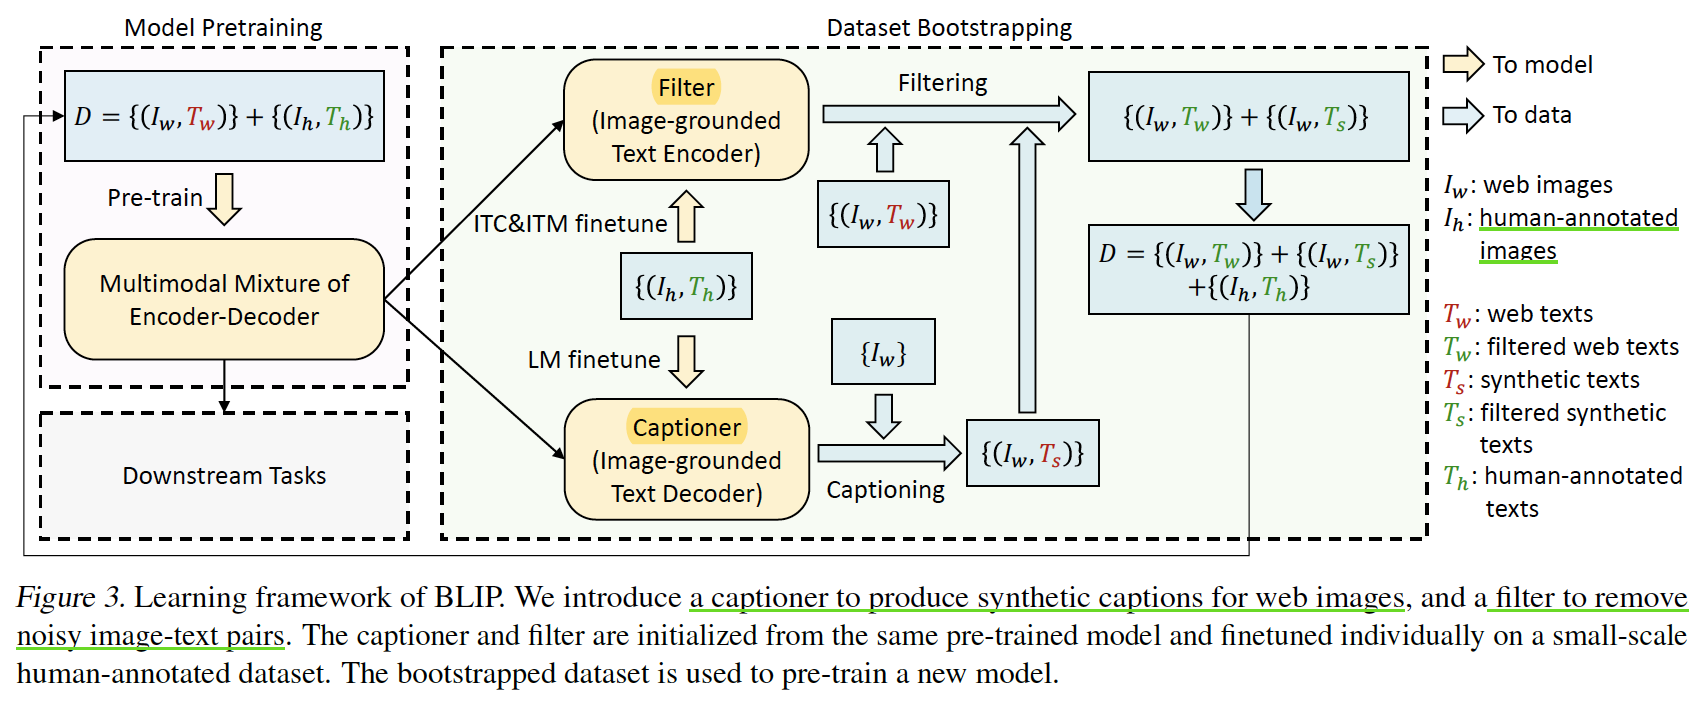 Model Pretraining
D = {(I_w, T_w)} + {(I_h, T_h)}
Pre-train
Multimodal Mixture of
Encoder-Decoder
Downstream Tasks
Dataset Bootstrapping
Filter
(Image-grounded
Text Encoder)
ITC&ITM finetune
{(I_h, T_h)}
LM finetune
Captioner
(Image-grounded
Text Decoder)
Filtering
{(I_w, T_w)}
{I_w}
Captioning
{(I_w, T_s)}
{(I_w, T_w)} + {(I_w, T_s)}
D = {(I_w, T_w)} + {(I_w, T_s)}
+{(I_h, T_h)}
To model
To data
I_w: web images
I_h: human-annotated
images
T_w: web texts
T_w: filtered web texts
T_s: synthetic texts
T_s: filtered synthetic
texts
T_h: human-annotated
texts
Figure 3. Learning framework of BLIP. We introduce a captioner to produce synthetic captions for web images, and a filter to remove
noisy image-text pairs. The captioner and filter are initialized from the same pre-trained model and finetuned individually on a small-scale
human-annotated dataset. The bootstrapped dataset is used to pre-train a new model.